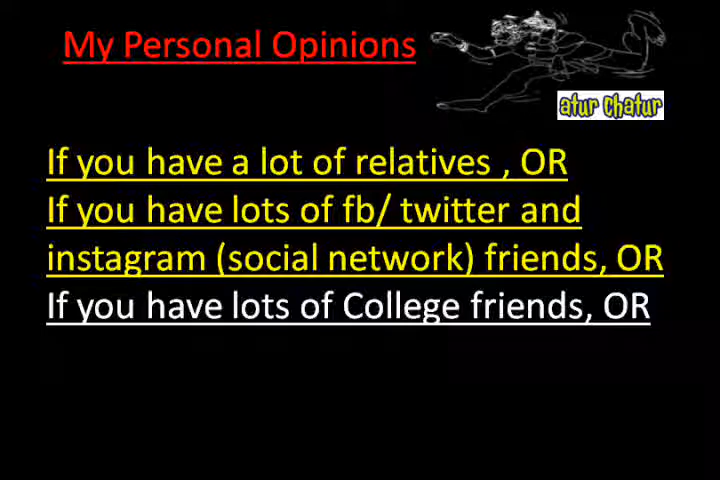 My Personal Opinions
atur chatur
If you have a lot of relatives , OR
If you have lots of fb/ twitter and
instagram (social network) friends, OR
If you have lots of College friends, OR